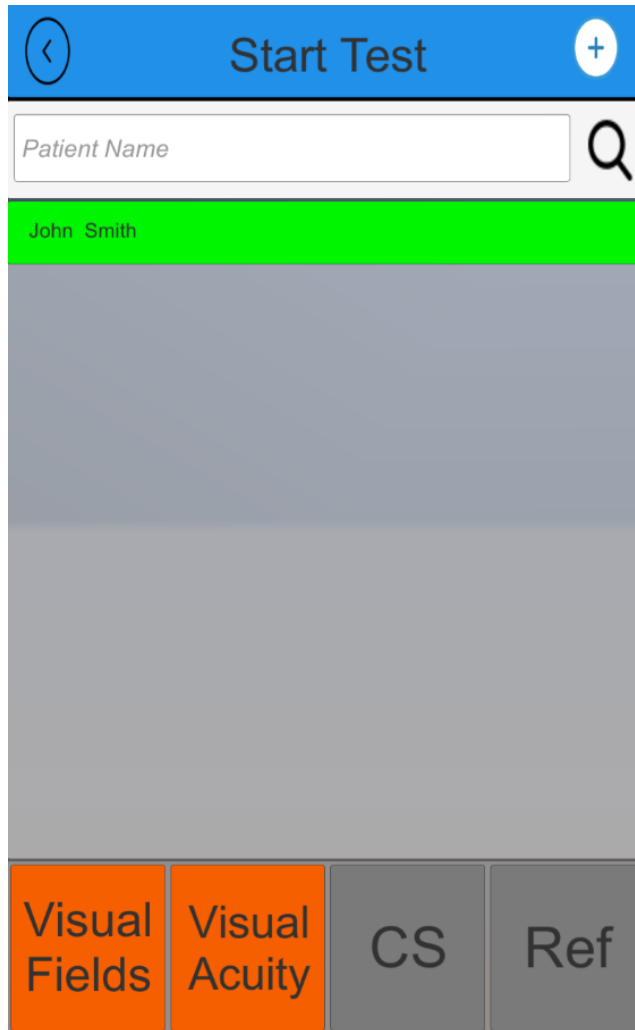 Start Test
+
Patient Name
John Smith
Visual
Fields
Visual
Acuity
CS
Ref